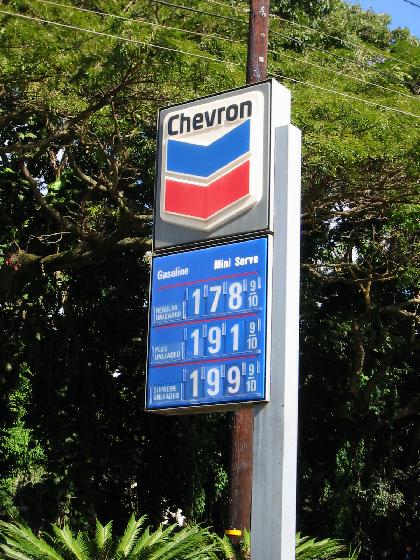 Chevron
Gasoline Mini Serve
REGULAR UNLEADED 1 78 9/10
PLUS UNLEADED 1 91 9/10
SUPREME UNLEADED 1 99 9/10